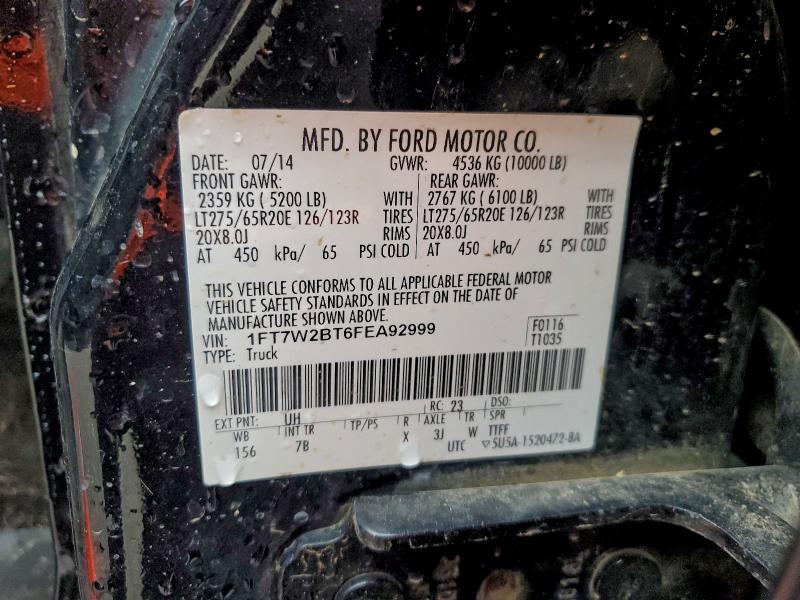 MFD. BY FORD MOTOR CO.
DATE: 07/14 GVWR: 4536 KG (10000 LB)
FRONT GAWR: REAR GAWR:
2359 KG ( 5200 LB) WITH 2767 KG ( 6100 LB) WITH
LT275/65R20E 126/123R TIRES LT275/65R20E 126/123R TIRES
20X8.0J RIMS 20X8.0J RIMS
AT 450 kPa/ 65 PSI COLD AT 450 kPa/ 65 PSI COLD
THIS VEHICLE CONFORMS TO ALL APPLICABLE FEDERAL MOTOR
VEHICLE SAFETY STANDARDS IN EFFECT ON THE DATE OF
MANUFACTURE SHOWN ABOVE.
VIN: 1FT7W2BT6FEA92999 F0116
TYPE: Truck T1035
EXT PNT: UH RC: 23 DSO:
WB INT TR TP/PS R AXLE TR SPR
156 7B X 3J W TTFF
UTC ▽5U5A-1520472-BA